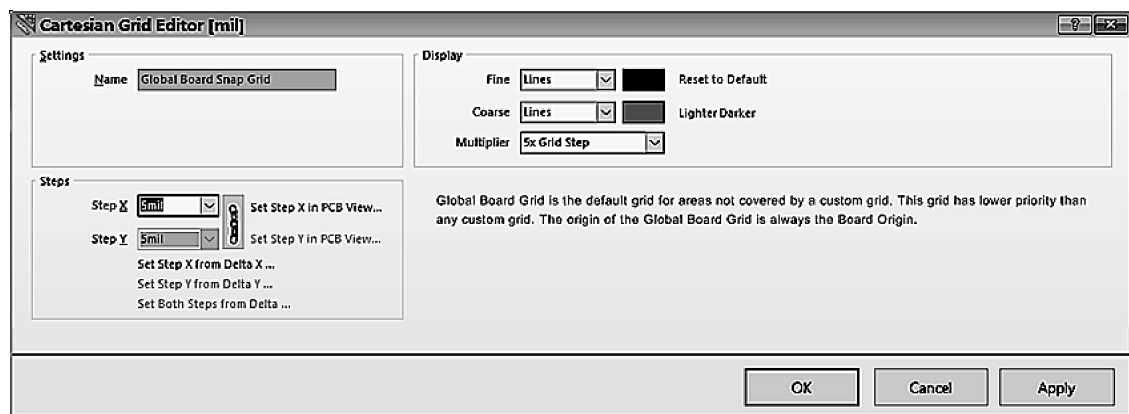 Cartesian Grid Editor [mil]
Settings
Name Global Board Snap Grid
Display
Fine Lines Reset to Default
Coarse Lines Lighter Darker
Multiplier 5x Grid Step
Steps
Step X 5mil Set Step X in PCB View...
Step Y 5mil Set Step Y in PCB View...
Set Step X from Delta X ...
Set Step Y from Delta Y ...
Set Both Steps from Delta ...
Global Board Grid is the default grid for areas not covered by a custom grid. This grid has lower priority than
any custom grid. The origin of the Global Board Grid is always the Board Origin.
OK Cancel Apply